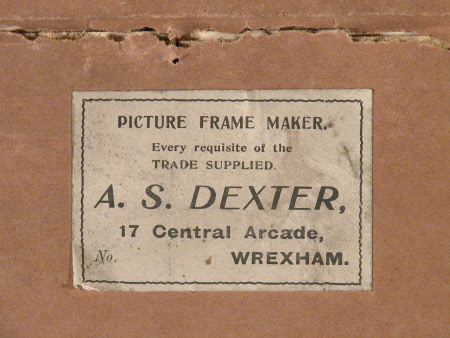 PICTURE FRAME MAKER.
Every requisite of the
TRADE SUPPLIED.
A. S. DEXTER,
17 Central Arcade,
No. WREXHAM.